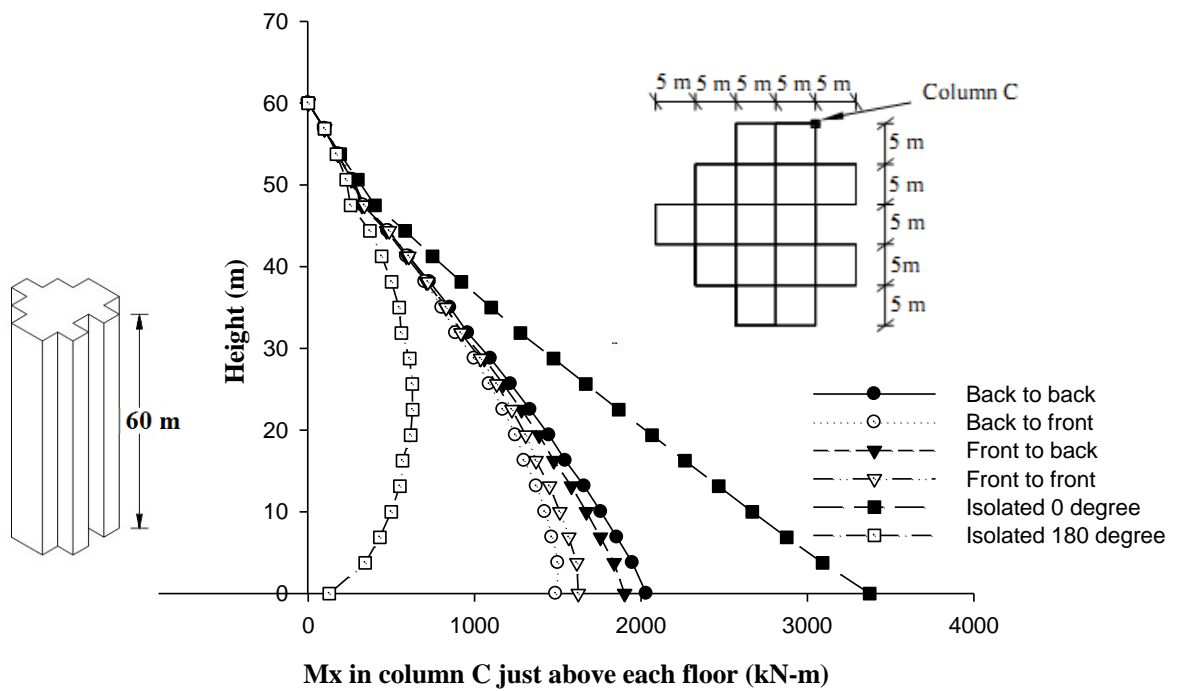 70
60
50
40
30
20
10
0
Height (m)
0 1000 2000 3000 4000
Mx in column C just above each floor (kN-m)
60 m
5 m 5 m 5 m 5 m 5 m
Column C
5 m
5 m
5 m
5m
5 m
Back to back
Back to front
Front to back
Front to front
Isolated 0 degree
Isolated 180 degree